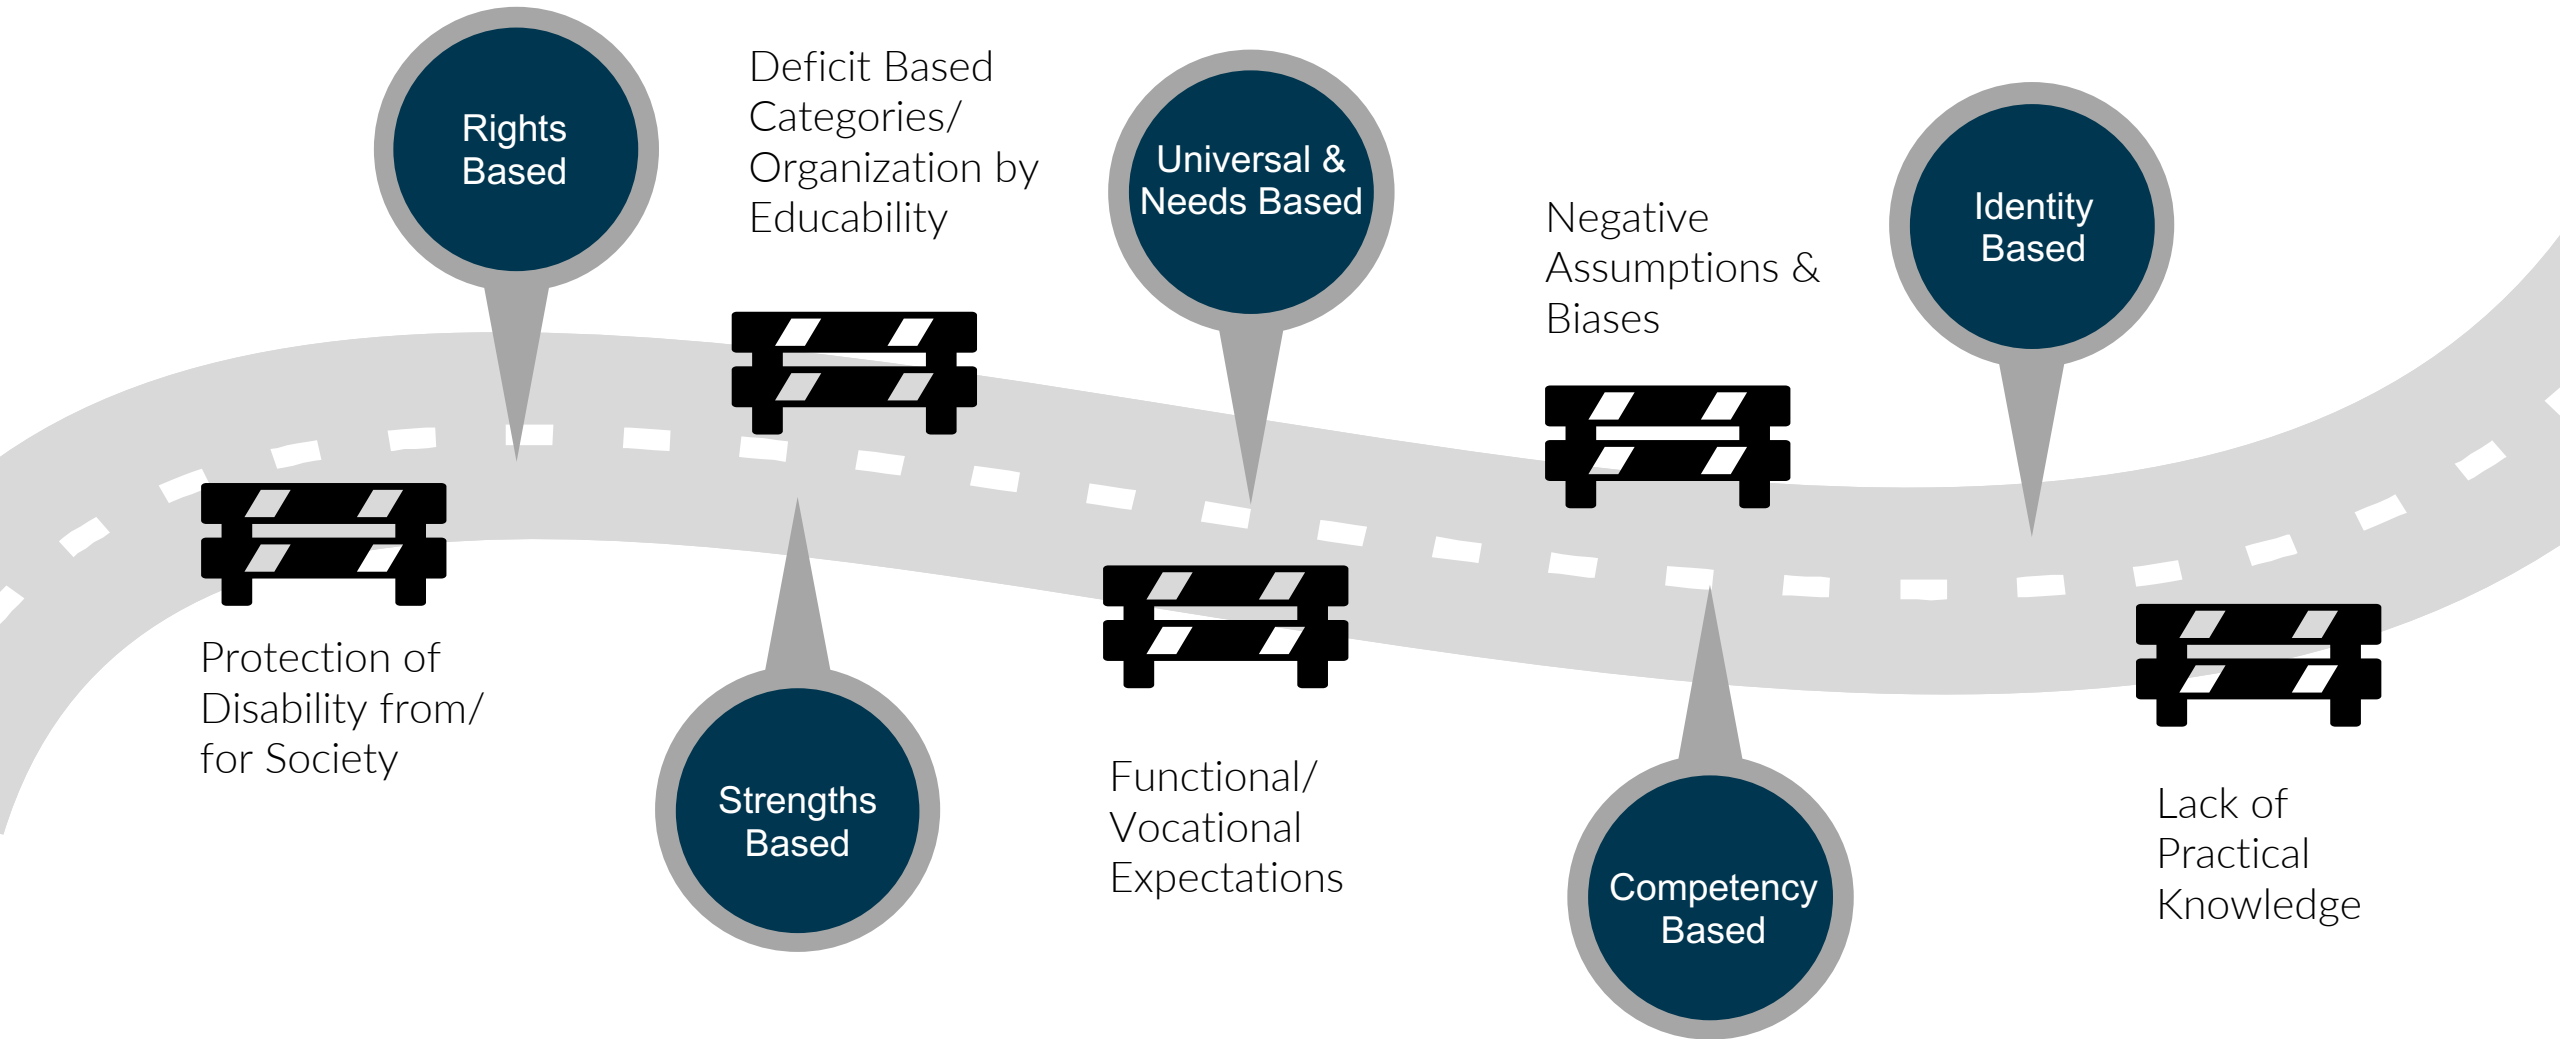 Rights
Based
Deficit Based
Categories/
Organization by
Educability
Universal &
Needs Based
Negative
Assumptions &
Biases
Identity
Based
Protection of
Disability from/
for Society
Strengths
Based
Functional/
Vocational
Expectations
Competency
Based
Lack of
Practical
Knowledge